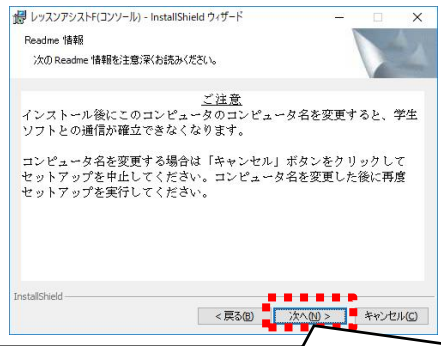 レッスンアシストF(コンソール) - InstallShield ウィザード
Readme 情報
次の Readme 情報を注意深くお読みください。
ご注意
インストール後にこのコンピュータのコンピュータ名を変更すると、学生
ソフトとの通信が確立できなくなります。
コンピュータ名を変更する場合は「キャンセル」ボタンをクリックして
セットアップを中止してください。コンピュータ名を変更した後に再度
セットアップを実行してください。
InstallShield
< 戻る(B)
次へ(N) >
キャンセル(C)